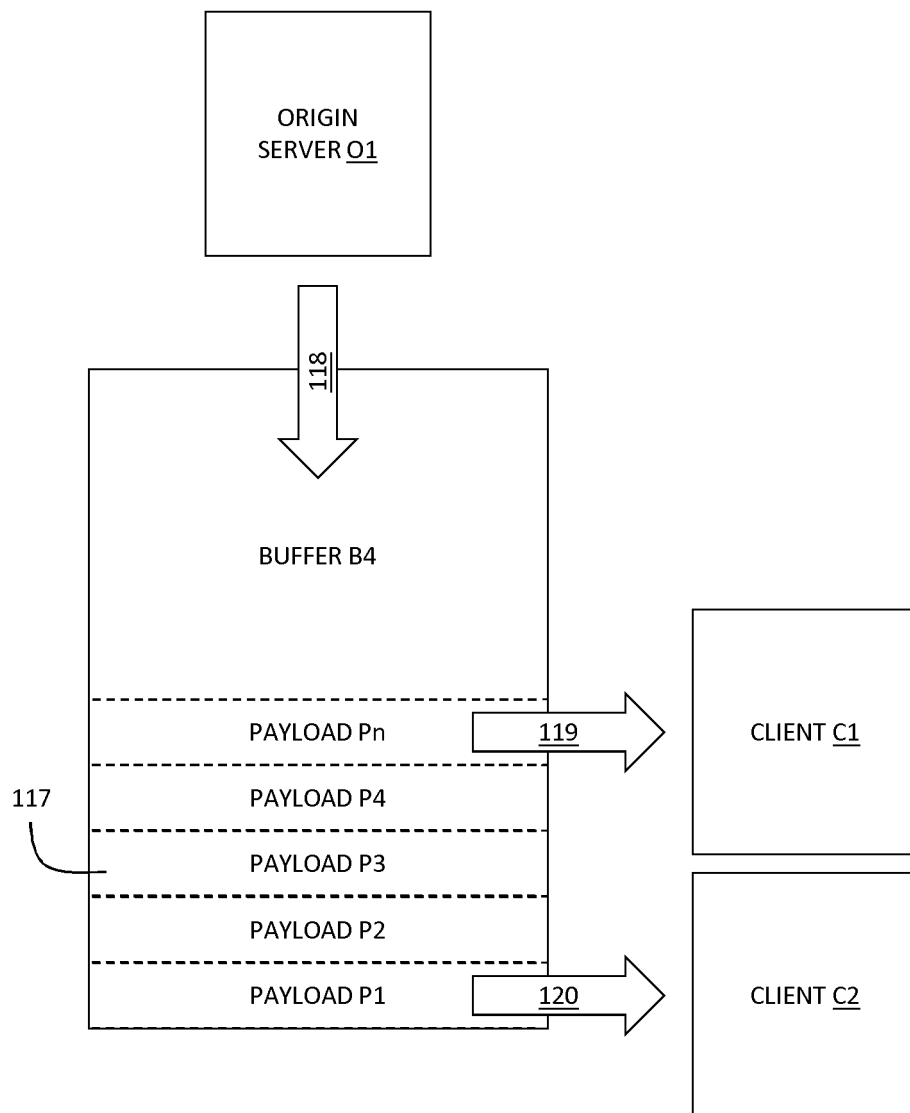 ORIGIN
SERVER O1
118
BUFFER B4
PAYLOAD Pn
119
CLIENT C1
117
PAYLOAD P4
PAYLOAD P3
PAYLOAD P2
PAYLOAD P1
120
CLIENT C2